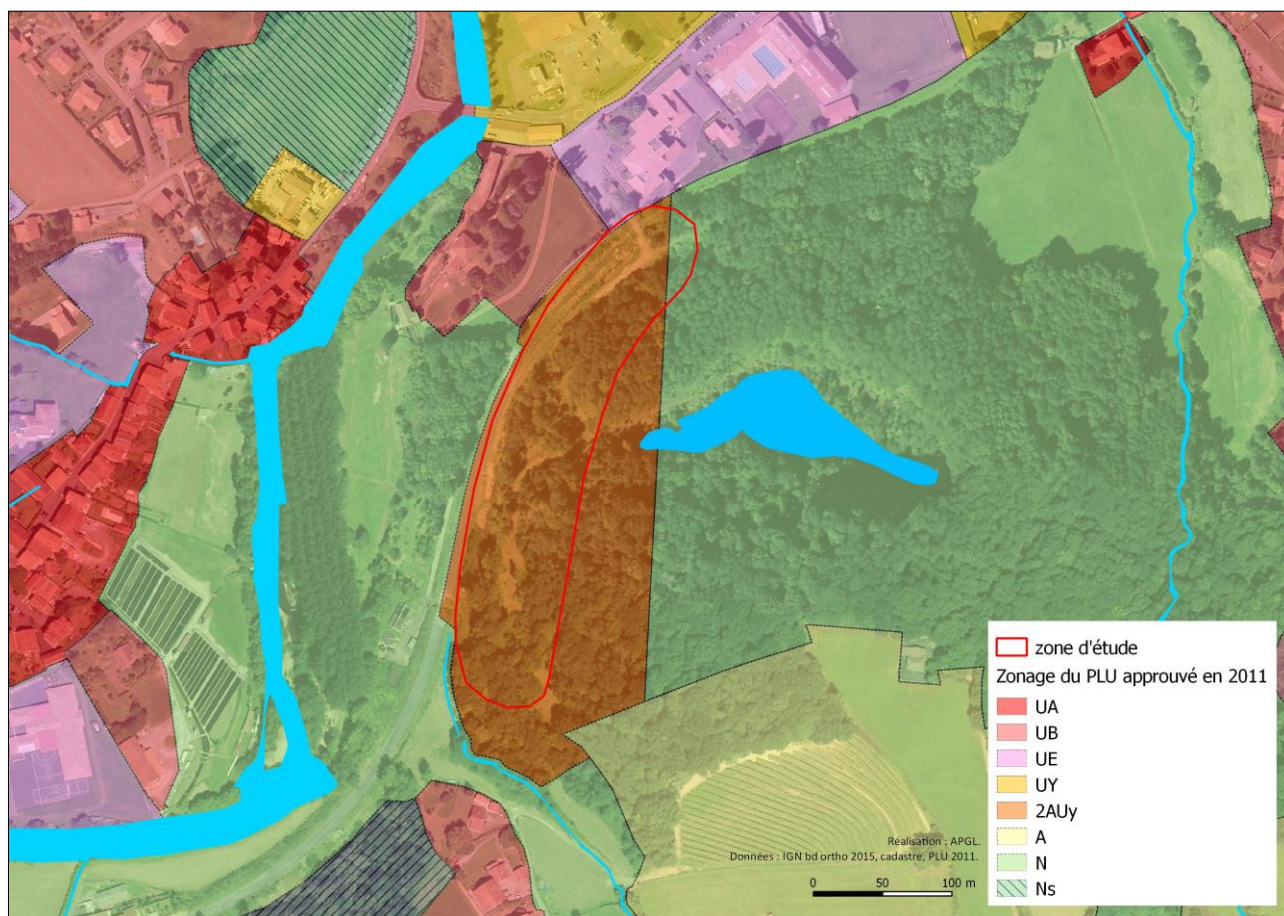 zone d'étude
Zonage du PLU approuvé en 2011
UA
UB
UE
UY
2AUy
A
N
Ns
Réalisation : APGL.
Données : IGN bd ortho 2015, cadastre, PLU 2011.
0 50 100 m